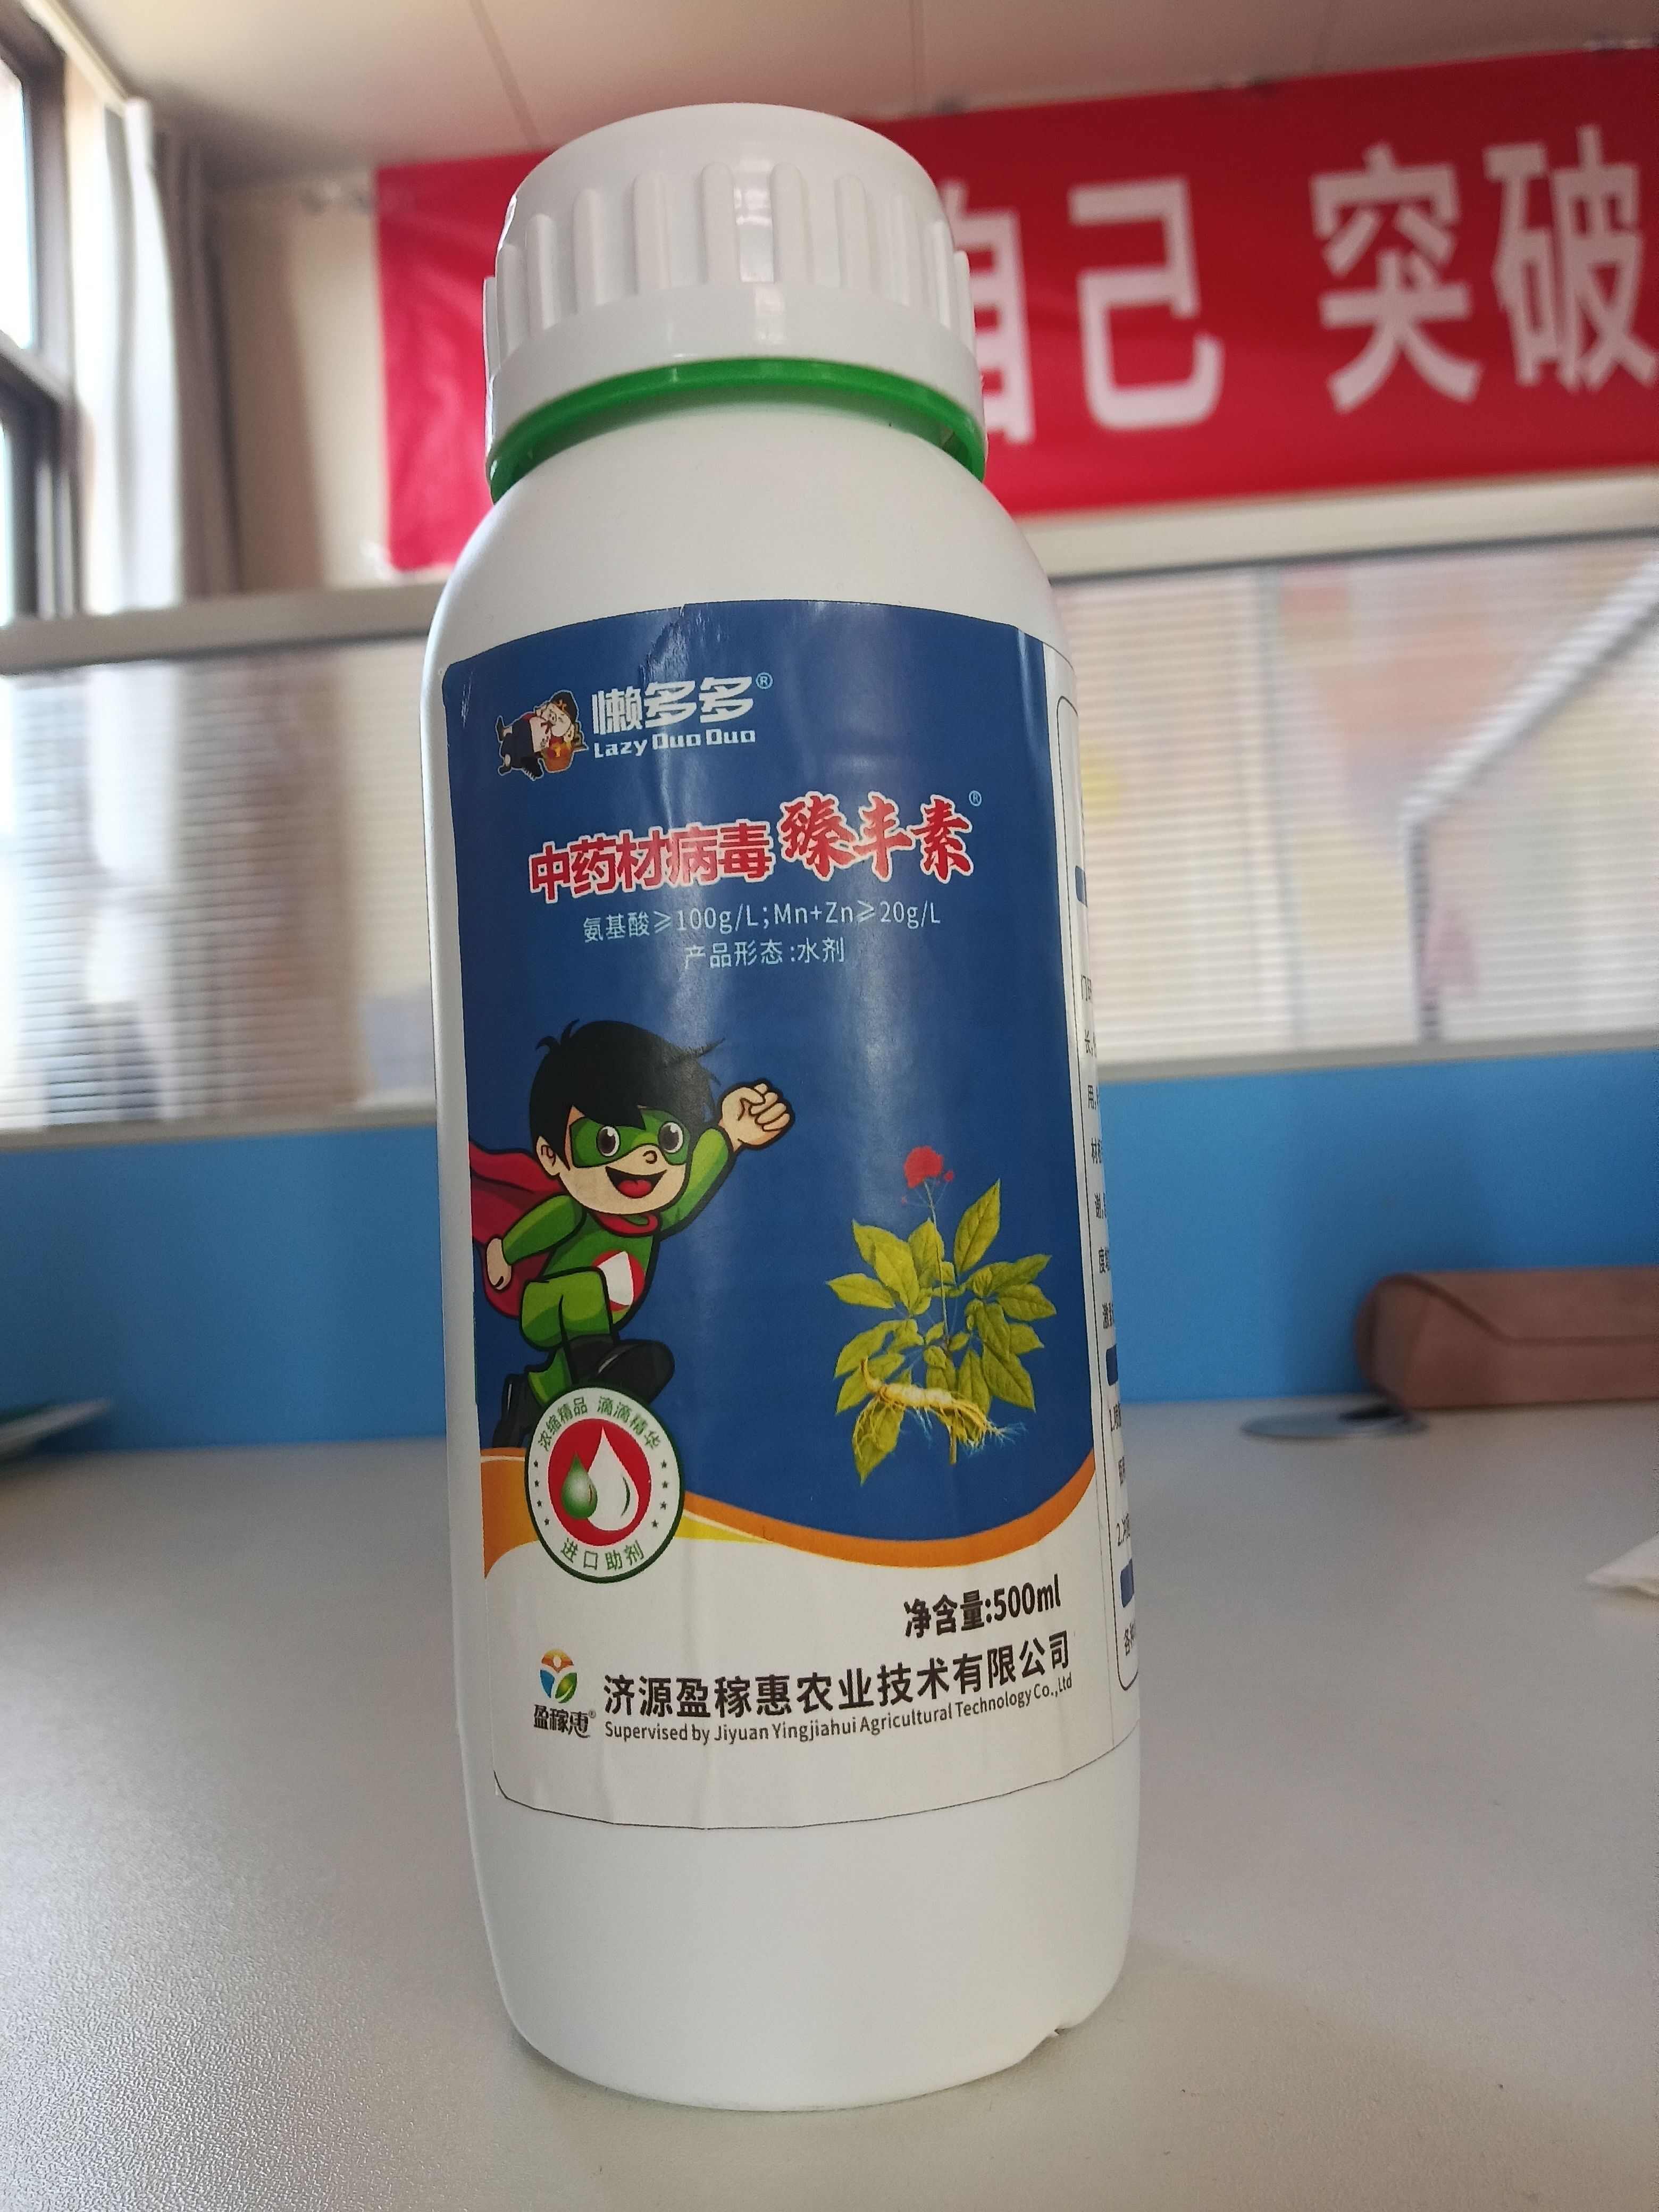 自己 突破
懒多多®
Lazy Duo Duo
中药材病毒 臻丰素®
氨基酸≥100g/L;Mn+Zn≥20g/L
产品形态:水剂
浓缩精品 滴滴精华
进口助剂
净含量:500ml
盈稼惠®
济源盈稼惠农业技术有限公司
Supervised by Jiyuan Yingjiahui Agricultural Technology Co.,Ltd